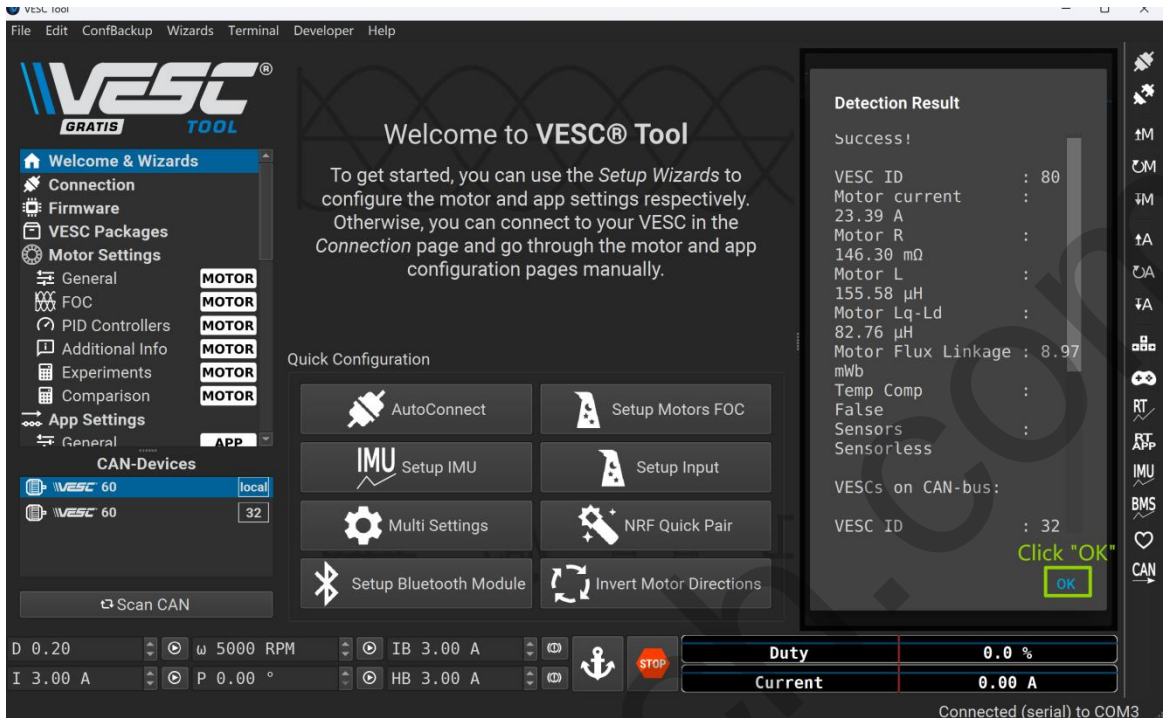 VESC Tool
File Edit ConfBackup Wizards Terminal Developer Help
VESC®
GRATIS TOOL
Welcome & Wizards
Connection
Firmware
VESC Packages
Motor Settings
General MOTOR
FOC MOTOR
PID Controllers MOTOR
Additional Info MOTOR
Experiments MOTOR
Comparison MOTOR
App Settings
General APP
CAN-Devices
VESC 60 local
VESC 60 32
Scan CAN
Welcome to VESC® Tool
To get started, you can use the Setup Wizards to
configure the motor and app settings respectively.
Otherwise, you can connect to your VESC in the
Connection page and go through the motor and app
configuration pages manually.
Quick Configuration
AutoConnect
Setup Motors FOC
IMU Setup IMU
Setup Input
Multi Settings
NRF Quick Pair
Setup Bluetooth Module
Invert Motor Directions
Detection Result
Success!
VESC ID : 80
Motor current :
23.39 A
Motor R :
146.30 mΩ
Motor L :
155.58 µH
Motor Lq-Ld :
82.76 µH
Motor Flux Linkage : 8.97
mWb
Temp Comp :
False
Sensors :
Sensorless
VESCs on CAN-bus:
VESC ID : 32
Click "OK"
OK
M
M
M
A
A
A
RT
RT
APP
IMU
BMS
CAN
D 0.20 ω 5000 RPM IB 3.00 A
I 3.00 A P 0.00 ° HB 3.00 A
STOP
Duty 0.0 %
Current 0.00 A
Connected (serial) to COM3